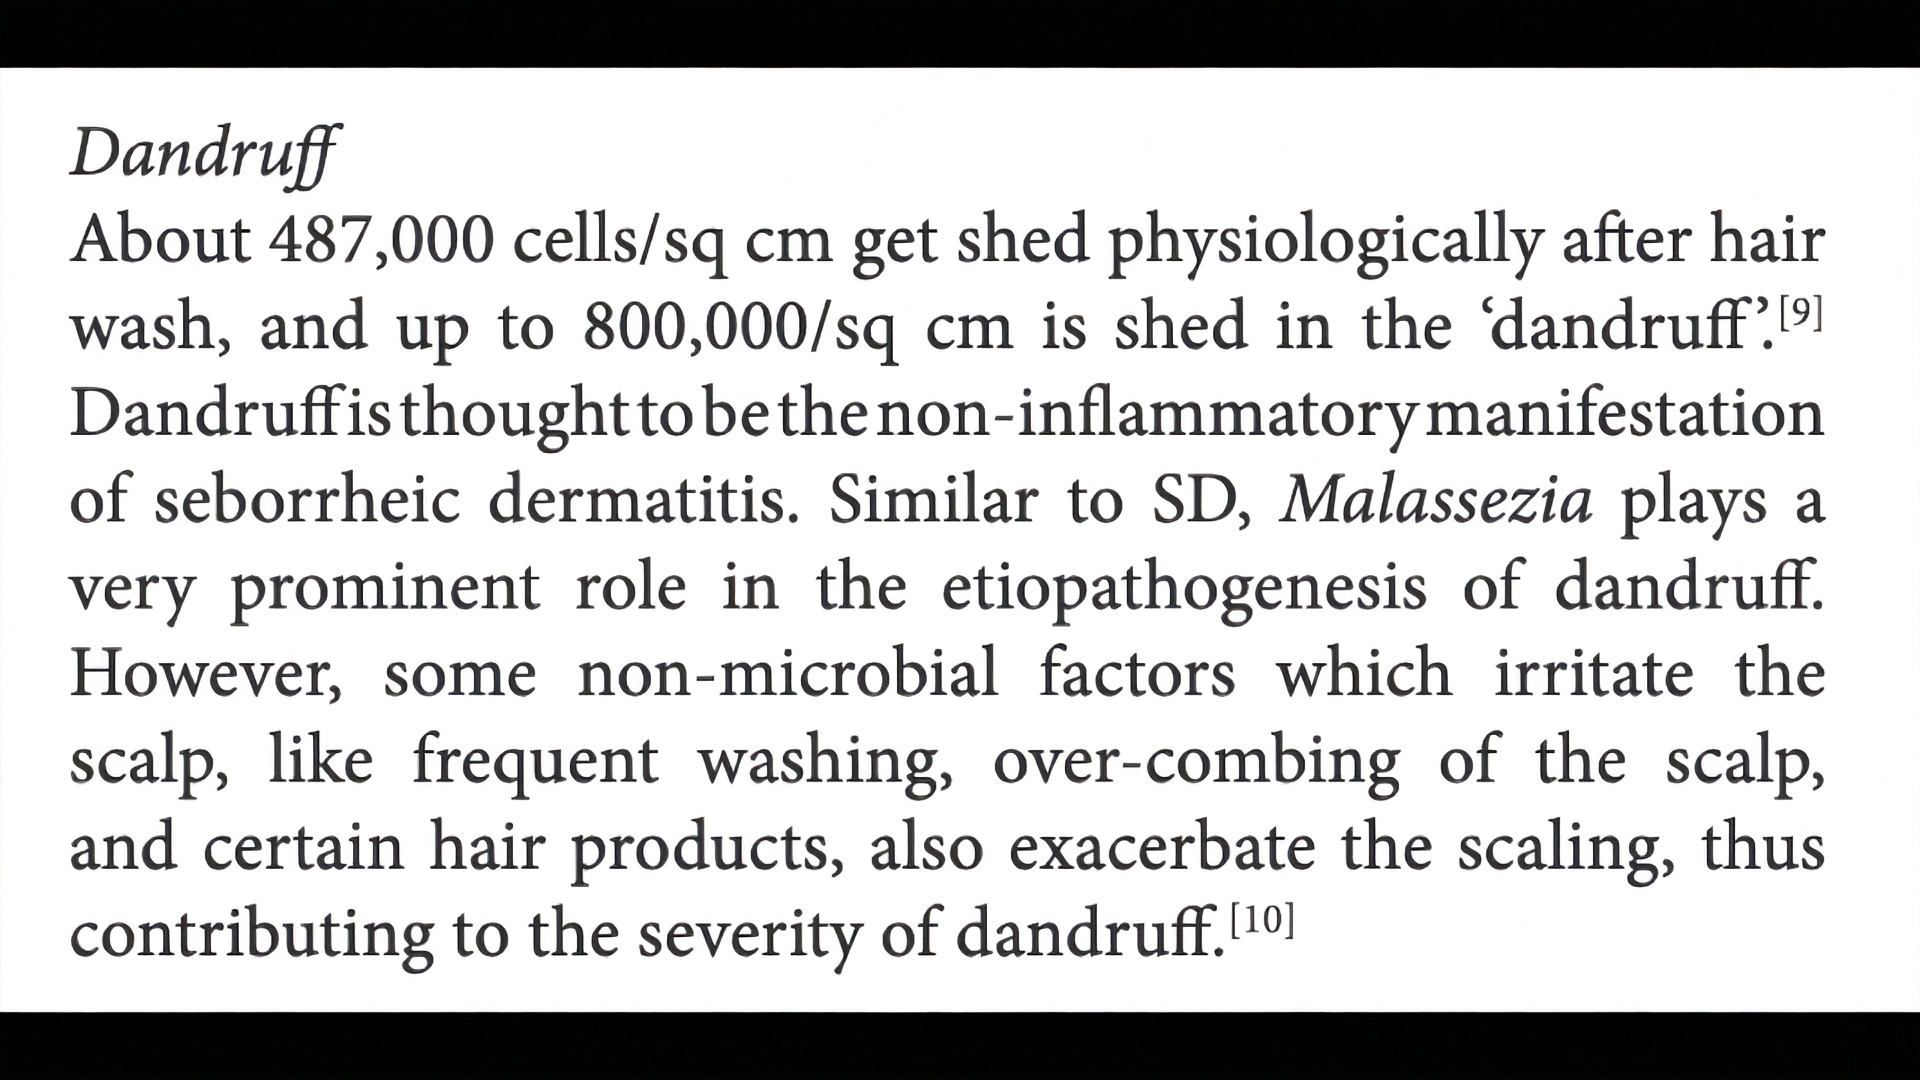 Dandruff
About 487,000 cells/sq cm get shed physiologically after hair
wash, and up to 800,000/sq cm is shed in the ‘dandruff’.[9]
Dandruff is thought to be the non-inflammatory manifestation
of seborrheic dermatitis. Similar to SD, Malassezia plays a
very prominent role in the etiopathogenesis of dandruff.
However, some non-microbial factors which irritate the
scalp, like frequent washing, over-combing of the scalp,
and certain hair products, also exacerbate the scaling, thus
contributing to the severity of dandruff.[10]